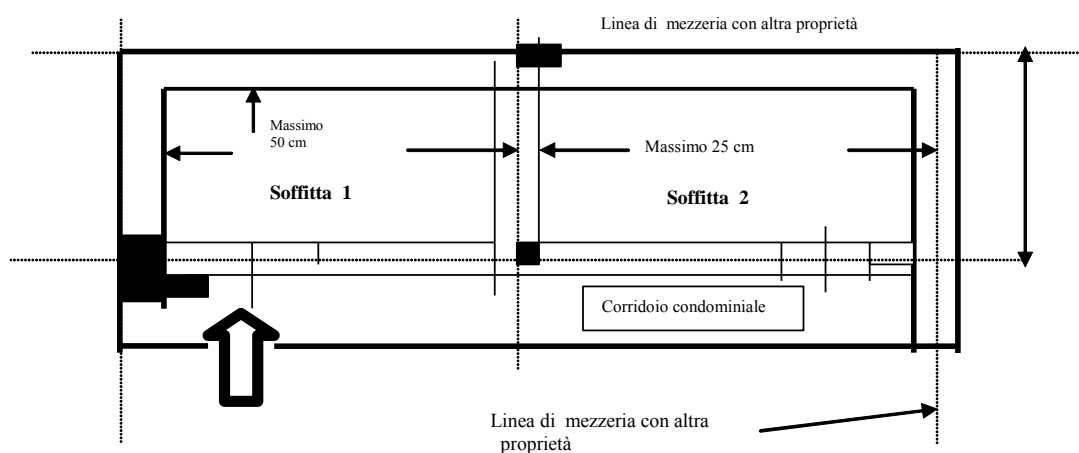 Linea di mezzeria con altra proprietà
Massimo
50 cm
Massimo 25 cm
Soffitta 1
Soffitta 2
Corridoio condominiale
Linea di mezzeria con altra
proprietà